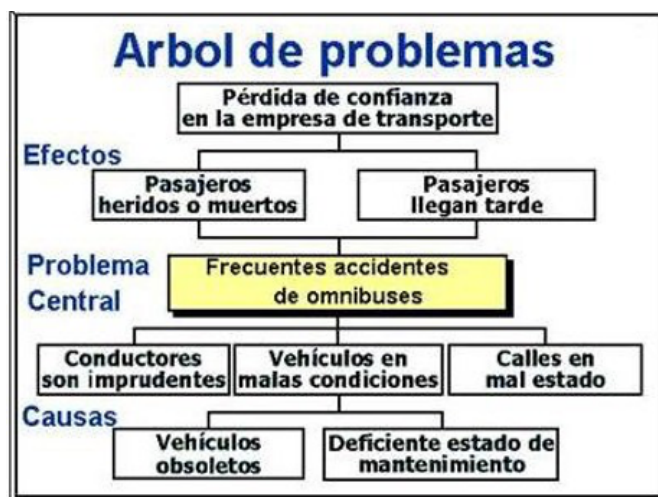 Arbol de problemas
Pérdida de confianza
en la empresa de transporte
Efectos
Pasajeros
heridos o muertos
Pasajeros
llegan tarde
Problema
Central
Frecuentes accidentes
de omnibuses
Conductores
son imprudentes
Vehículos en
malas condiciones
Calles en
mal estado
Causas
Vehículos
obsoletos
Deficiente estado de
mantenimiento